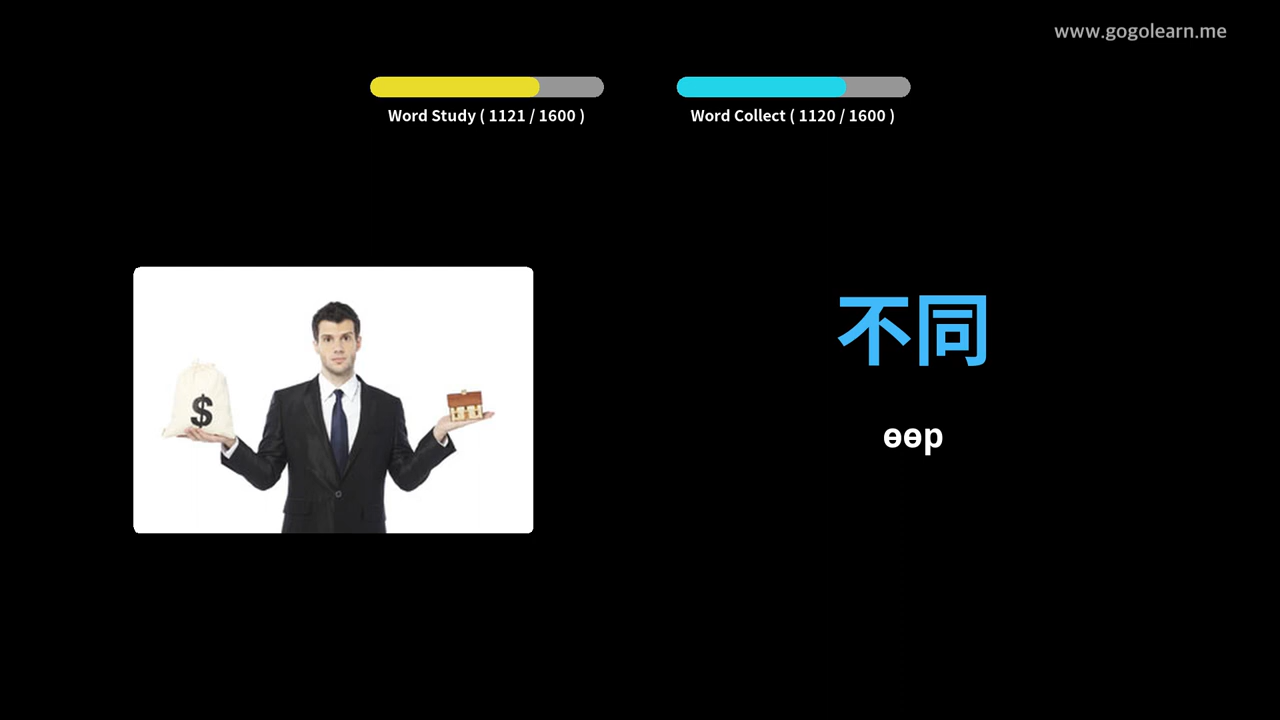 www.gogolearn.me
Word Study ( 1121 / 1600 )
Word Collect ( 1120 / 1600 )
$
不同
өөр